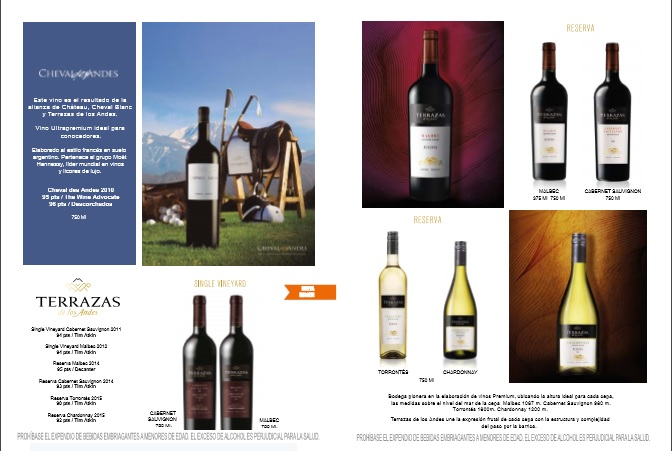 CHEVAL des ANDES
Este vino es el resultado de la
alianza de Château, Cheval Blanc
y Terrazas de los Andes.
Vino Ultrapremium ideal para
conocedores.
Elaborado al estilo francés en suelo
argentino. Pertenece al grupo Moët
Hennessy, líder mundial en vinos
y licores de lujo.
Cheval des Andes 2010
95 pts / The Wine Advocate
96 pts / Descorchados
750 Ml
CHEVAL des ANDES
TERRAZAS
de los Andes
Single Vineyard Cabernet Sauvignon 2011
94 pts / Tim Atkin
Single Vineyard Malbec 2012
94 pts / Tim Atkin
Reserva Malbec 2014
95 pts / Decanter
Reserva Cabernet Sauvignon 2014
92 pts / Tim Atkin
Reserva Torrontés 2015
90 pts / Tim Atkin
Reserva Chardonnay 2015
92 pts / Tim Atkin
SINGLE VINEYARD
CABERNET
SAUVIGNON
750 ML
MALBEC
750 ML
PROHÍBASE EL EXPENDIO DE BEBIDAS EMBRIAGANTES A MENORES DE EDAD. EL EXCESO DE ALCOHOL ES PERJUDICIAL PARA LA SALUD.
TERRAZAS
MALBEC
RESERVA
RESERVA
MALBEC
375 Ml 750 Ml
CABERNET SAUVIGNON
750 ML
RESERVA
TORRONTÉS
CHARDONNAY
750 Ml
Bodega pionera en la elaboración de vinos Premium, ubicando la altura ideal para cada cepa,
las medidas sobre el nivel del mar de la cepa Malbec 1067 m. Cabernet Sauvignon 980 m.
Torrontés 1800m. Chardonnay 1200 m.
Terrazas de los Andes une la expresión frutal de cada cepa con la estructura y complejidad
del paso por la barrica.
PROHÍBASE EL EXPENDIO DE BEBIDAS EMBRIAGANTES A MENORES DE EDAD. EL EXCESO DE ALCOHOL ES PERJUDICIAL PARA LA SALUD.